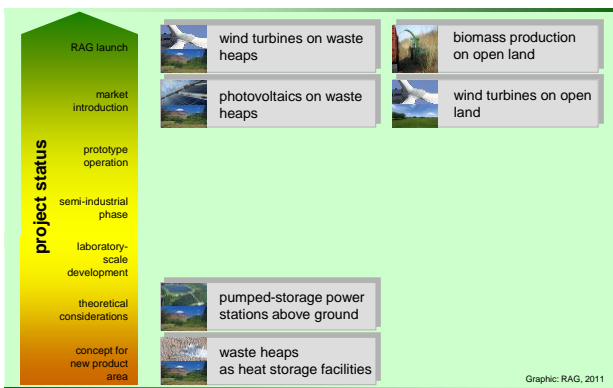 project status
RAG launch
market
introduction
prototype
operation
semi-industrial
phase
laboratory-
scale
development
theoretical
considerations
concept for
new product
area
wind turbines on waste
heaps
biomass production
on open land
photovoltaics on waste
heaps
wind turbines on open
land
pumped-storage power
stations above ground
waste heaps
as heat storage facilities
Graphic: RAG, 2011